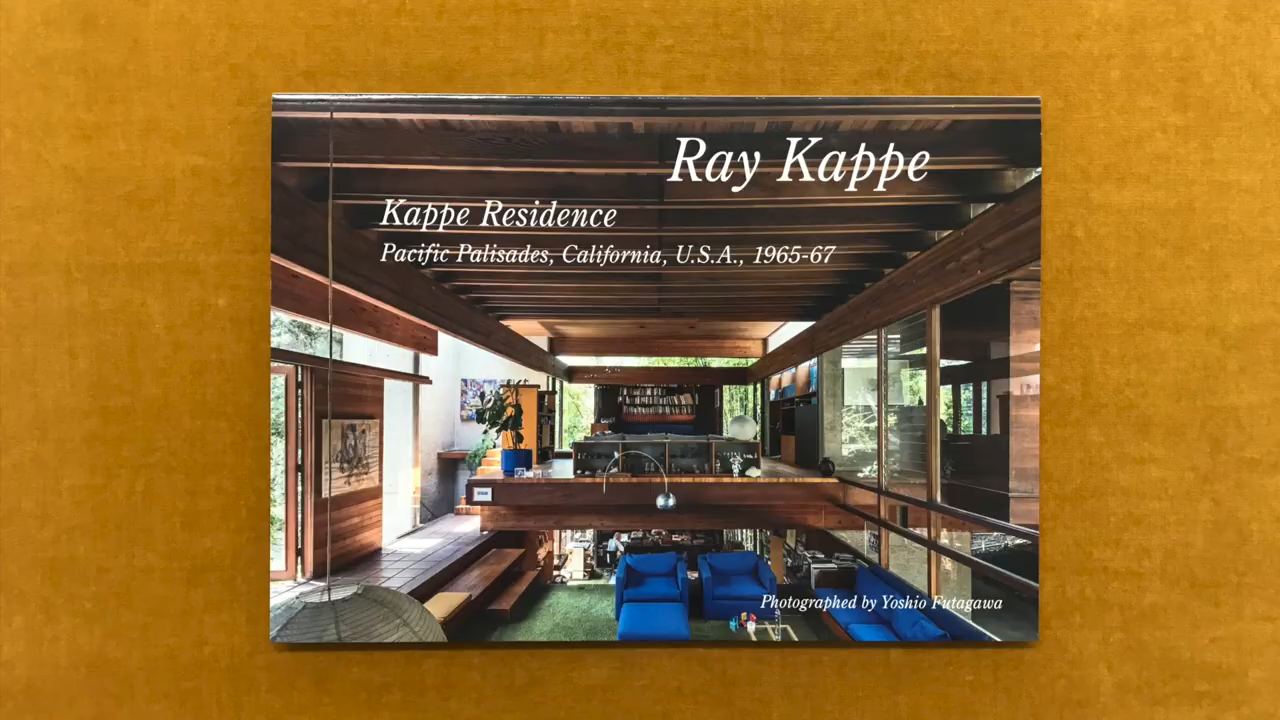 Ray Kappe
Kappe Residence
Pacific Palisades, California, U.S.A., 1965-67
Photographed by Yoshio Futagawa